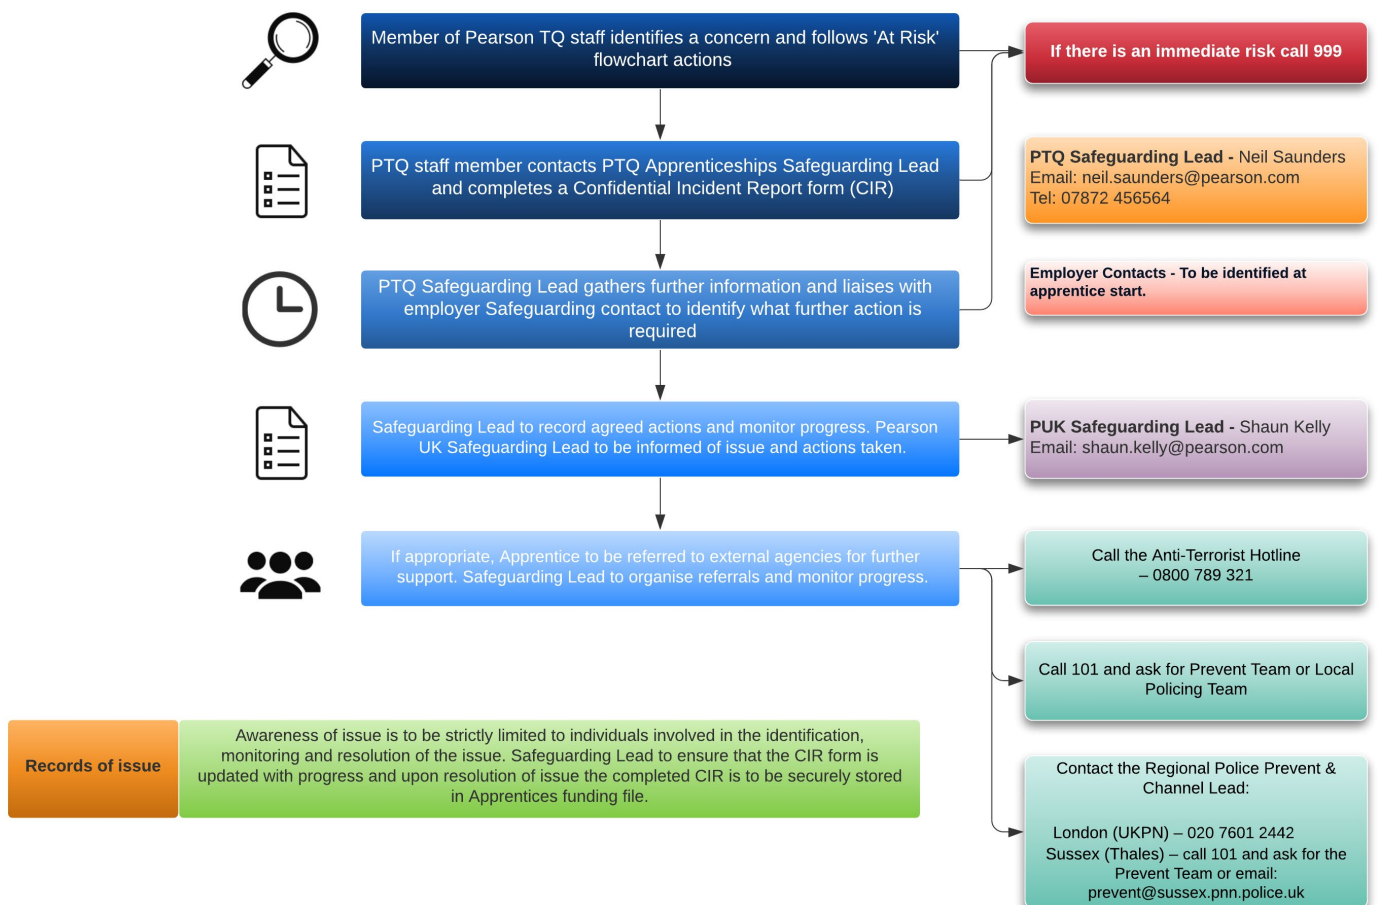 Member of Pearson TQ staff identifies a concern and follows 'At Risk'
flowchart actions
If there is an immediate risk call 999
PTQ staff member contacts PTQ Apprenticeships Safeguarding Lead
and completes a Confidential Incident Report form (CIR)
PTQ Safeguarding Lead - Neil Saunders
Email: neil.saunders@pearson.com
Tel: 07872 456564
PTQ Safeguarding Lead gathers further information and liaises with
employer Safeguarding contact to identify what further action is
required
Employer Contacts - To be identified at
apprentice start.
Safeguarding Lead to record agreed actions and monitor progress. Pearson
UK Safeguarding Lead to be informed of issue and actions taken.
PUK Safeguarding Lead - Shaun Kelly
Email: shaun.kelly@pearson.com
If appropriate, Apprentice to be referred to external agencies for further
support. Safeguarding Lead to organise referrals and monitor progress.
Call the Anti-Terrorist Hotline
– 0800 789 321
Call 101 and ask for Prevent Team or Local
Policing Team
Records of issue
Awareness of issue is to be strictly limited to individuals involved in the identification,
monitoring and resolution of the issue. Safeguarding Lead to ensure that the CIR form is
updated with progress and upon resolution of issue the completed CIR is to be securely stored
in Apprentices funding file.
Contact the Regional Police Prevent &
Channel Lead:
London (UKPN) – 020 7601 2442
Sussex (Thales) – call 101 and ask for the
Prevent Team or email:
prevent@sussex.pnn.police.uk